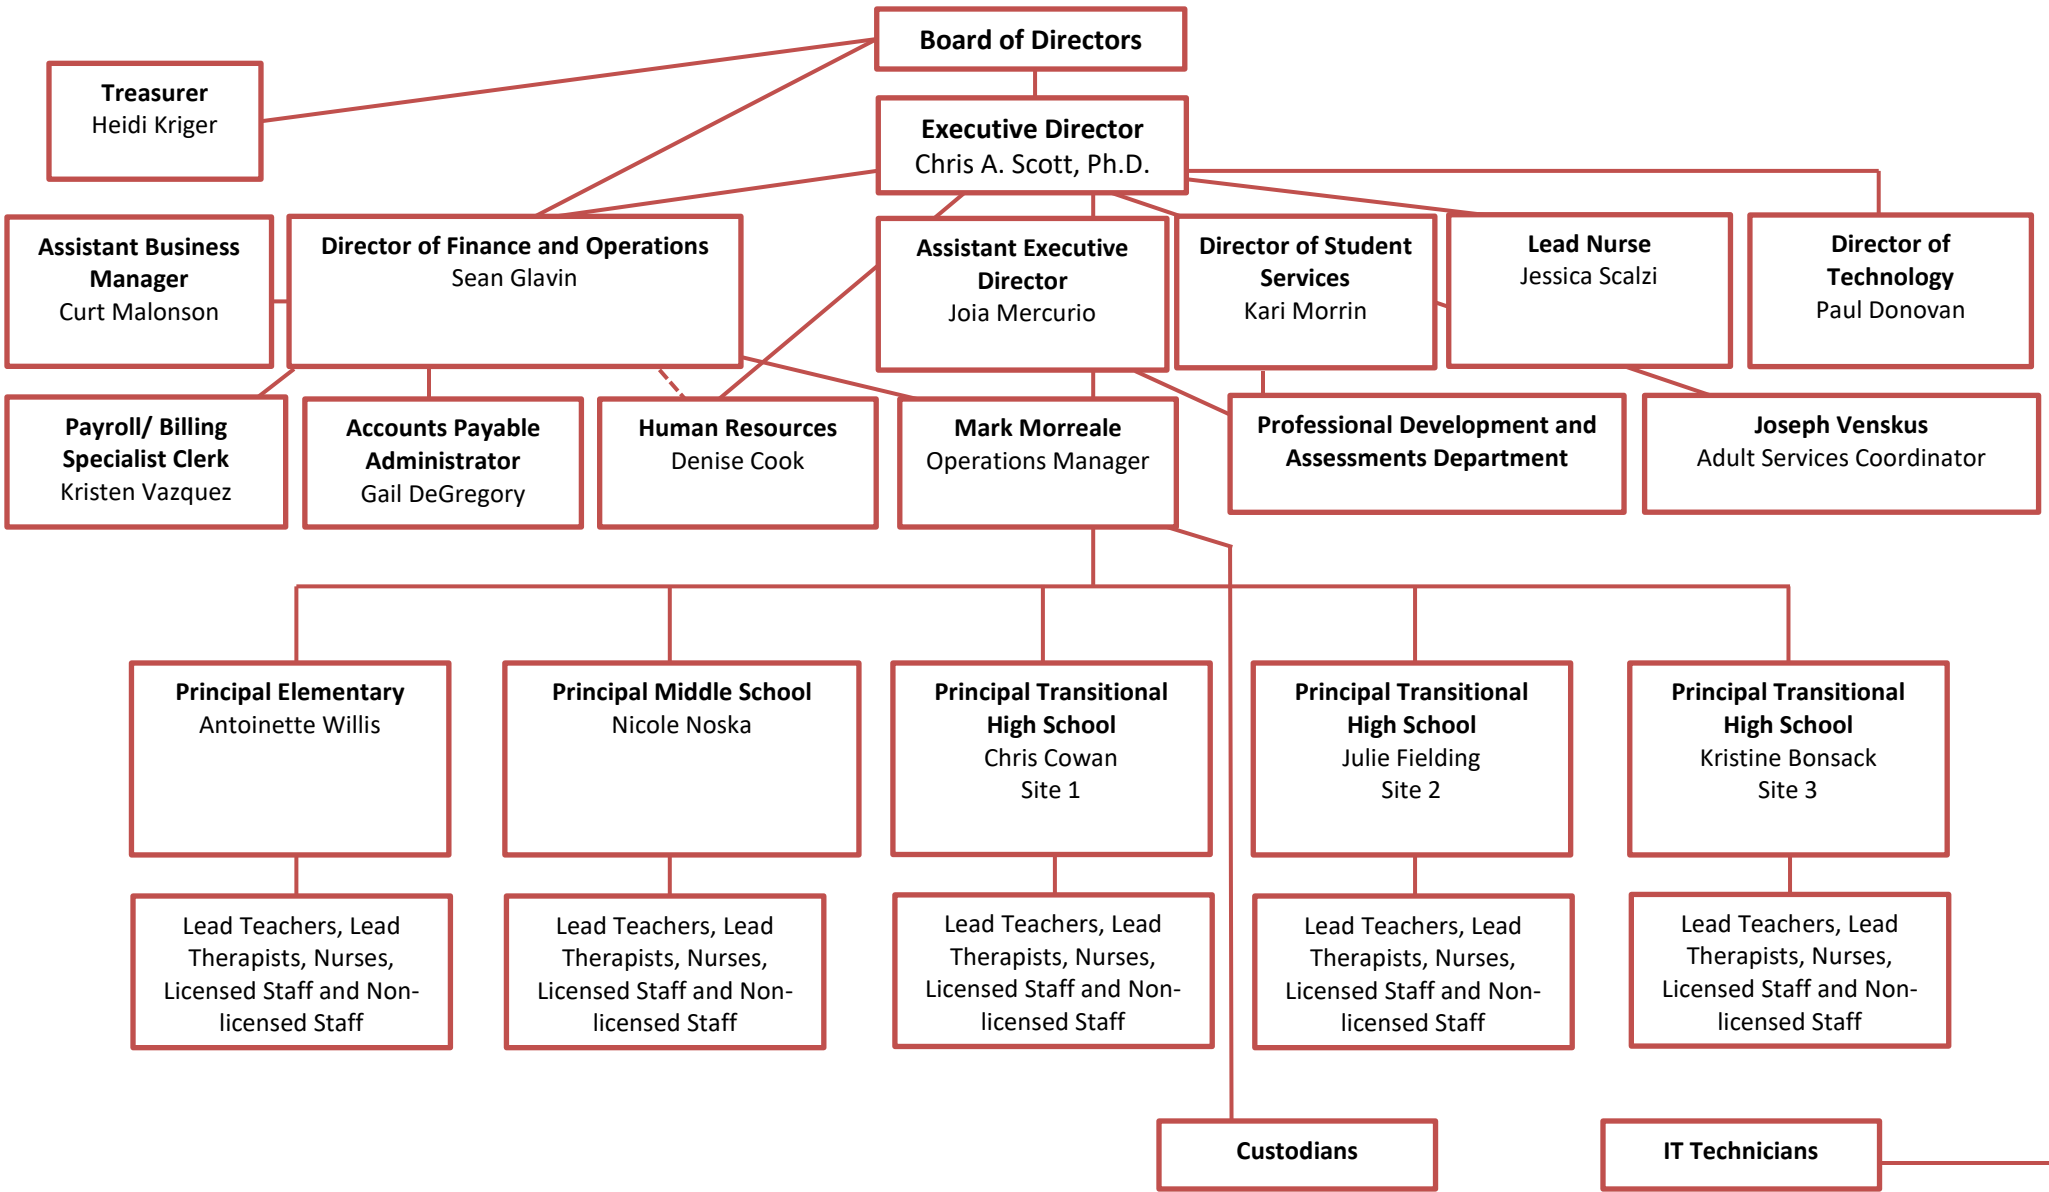 Board of Directors
Treasurer
Heidi Kriger
Executive Director
Chris A. Scott, Ph.D.
Assistant Business
Manager
Curt Malonson
Director of Finance and Operations
Sean Glavin
Assistant Executive
Director
Joia Mercurio
Director of Student
Services
Kari Morrin
Lead Nurse
Jessica Scalzi
Director of
Technology
Paul Donovan
Payroll/ Billing
Specialist Clerk
Kristen Vazquez
Accounts Payable
Administrator
Gail DeGregory
Human Resources
Denise Cook
Mark Morreale
Operations Manager
Professional Development and
Assessments Department
Joseph Venskus
Adult Services Coordinator
Principal Elementary
Antoinette Willis
Principal Middle School
Nicole Noska
Principal Transitional
High School
Chris Cowan
Site 1
Principal Transitional
High School
Julie Fielding
Site 2
Principal Transitional
High School
Kristine Bonsack
Site 3
Lead Teachers, Lead
Therapists, Nurses,
Licensed Staff and Non-
licensed Staff
Lead Teachers, Lead
Therapists, Nurses,
Licensed Staff and Non-
licensed Staff
Lead Teachers, Lead
Therapists, Nurses,
Licensed Staff and Non-
licensed Staff
Lead Teachers, Lead
Therapists, Nurses,
Licensed Staff and Non-
licensed Staff
Lead Teachers, Lead
Therapists, Nurses,
Licensed Staff and Non-
licensed Staff
Custodians
IT Technicians